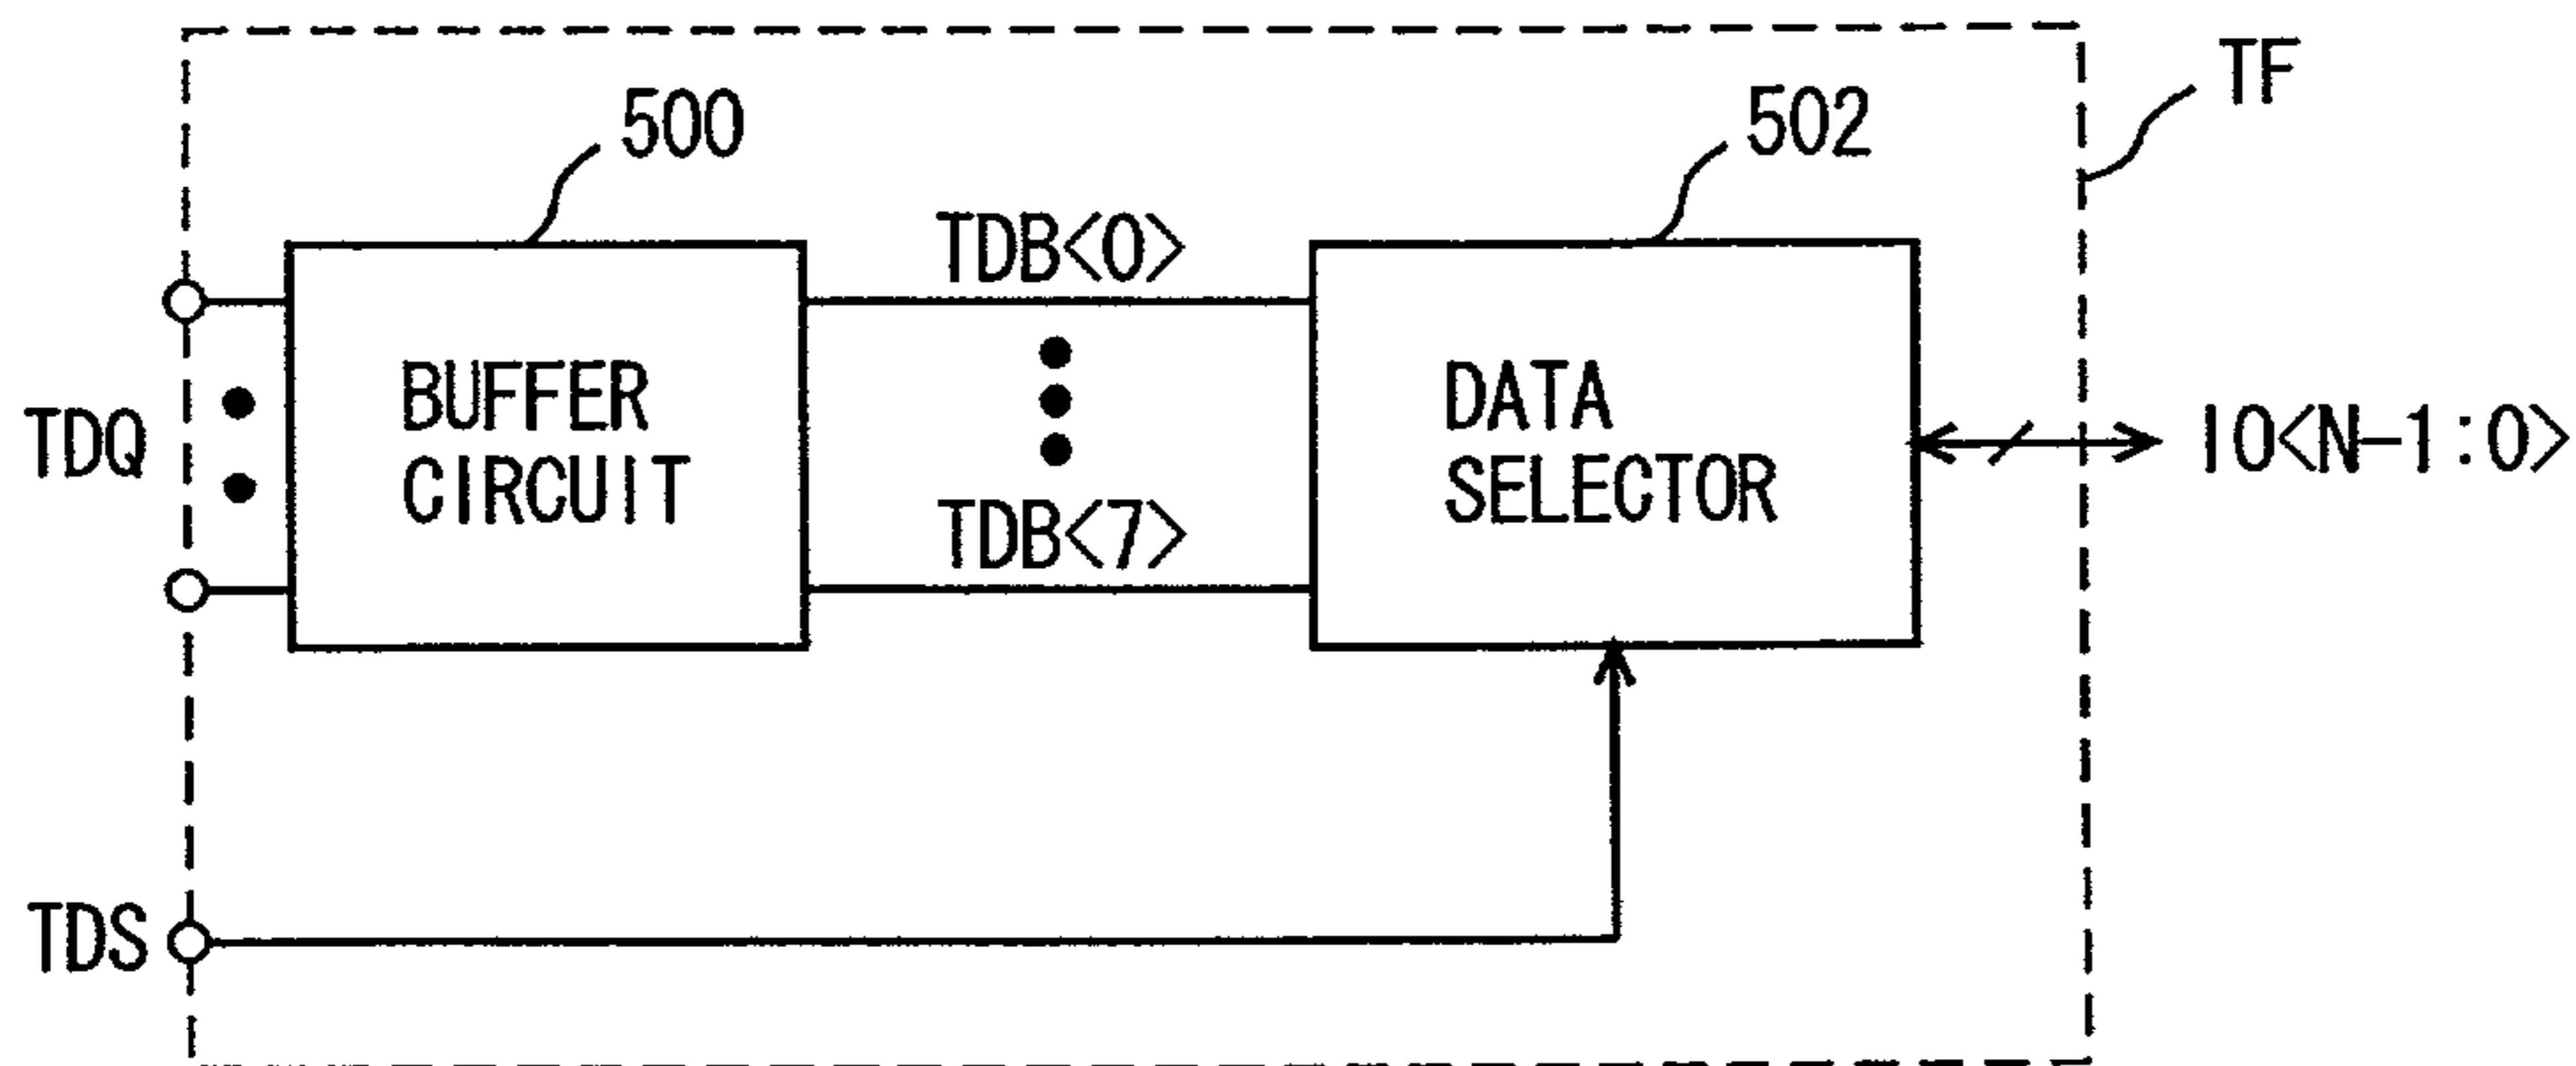 TF
500
502
TDB<0>
BUFFER
CIRCUIT
DATA
SELECTOR
TDQ
IO<N-1:0>
TDB<7>
TDS